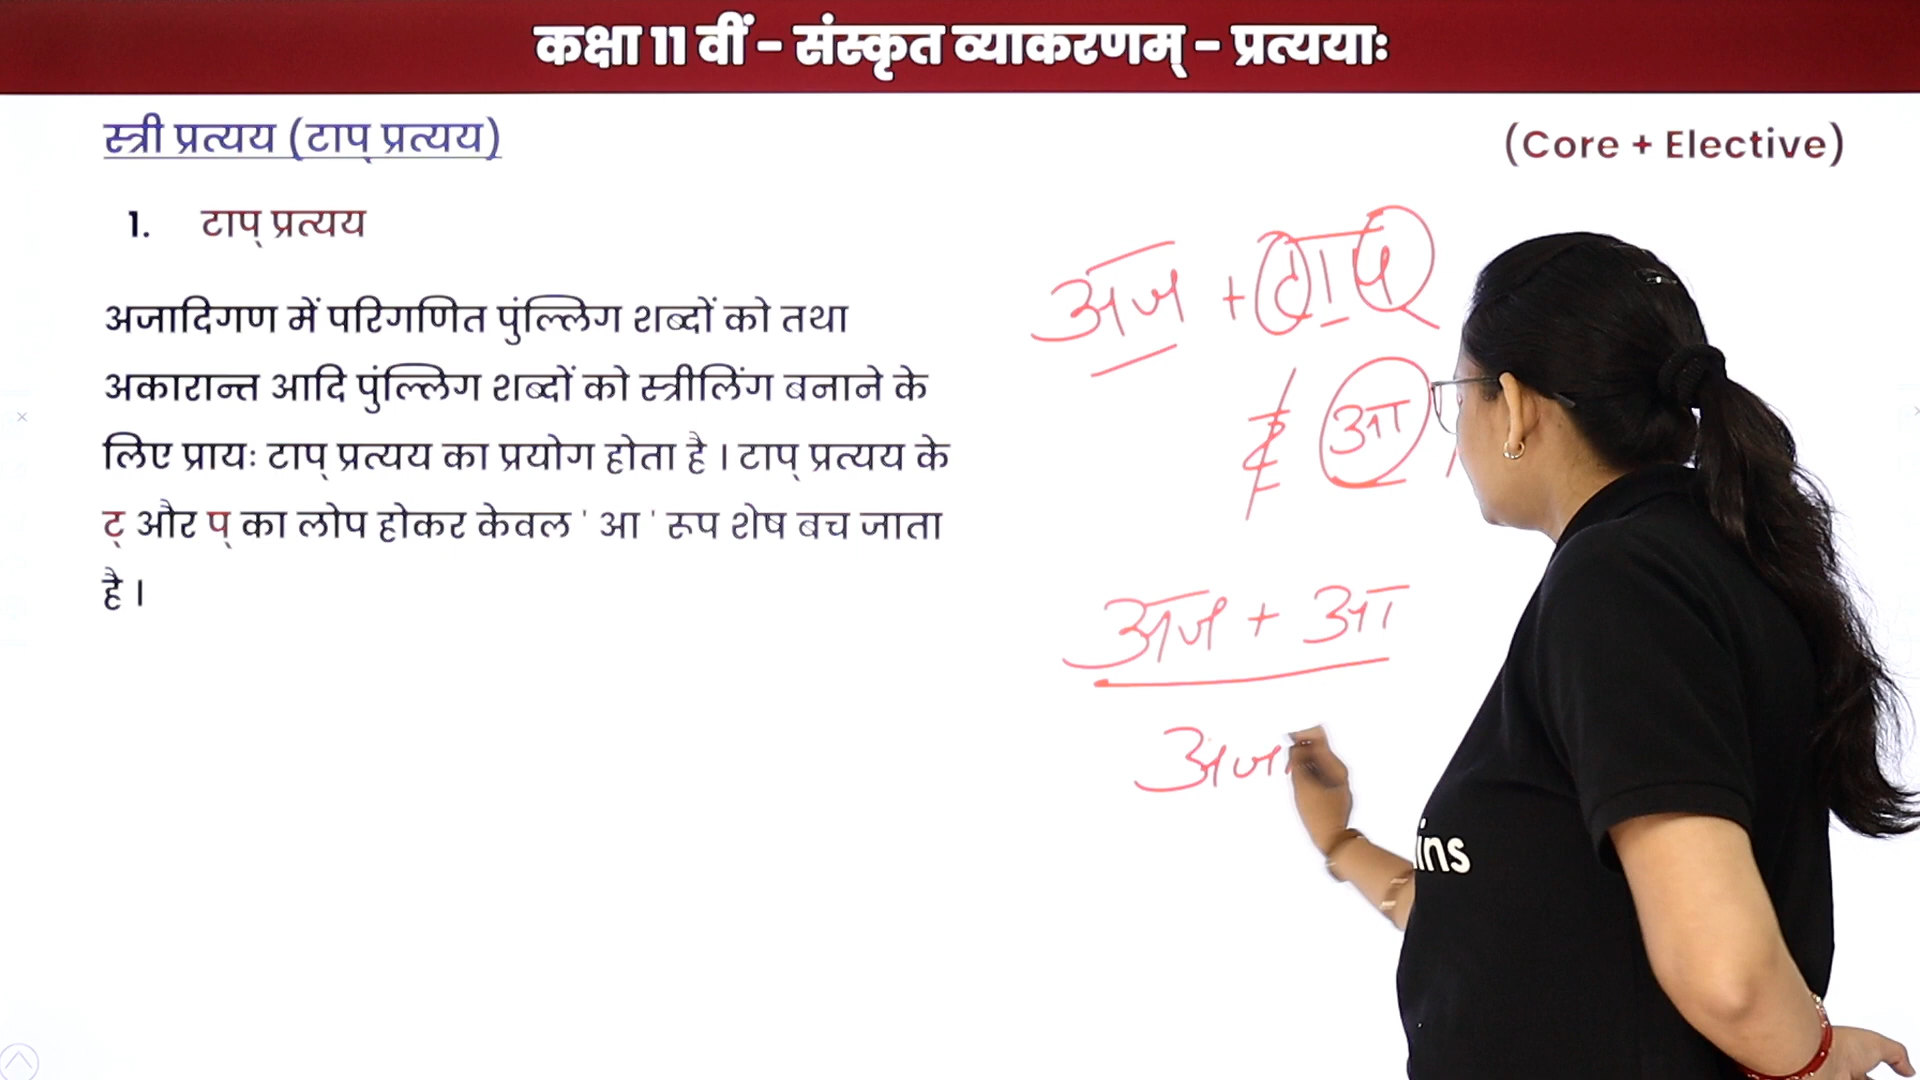 कक्षा 11 वीं - संस्कृत व्याकरणम् - प्रत्ययाः
स्त्री प्रत्यय (टाप् प्रत्यय)
(Core + Elective)
1. टाप् प्रत्यय
अजादिगण में परिगणित पुंल्लिग शब्दों को तथा
अकारान्त आदि पुंल्लिग शब्दों को स्त्रीलिंग बनाने के
लिए प्रायः टाप् प्रत्यय का प्रयोग होता है । टाप् प्रत्यय के
ट् और प् का लोप होकर केवल ' आ ' रूप शेष बच जाता
है ।
अज + टाप्
आ
अज + आ
अजा
ins